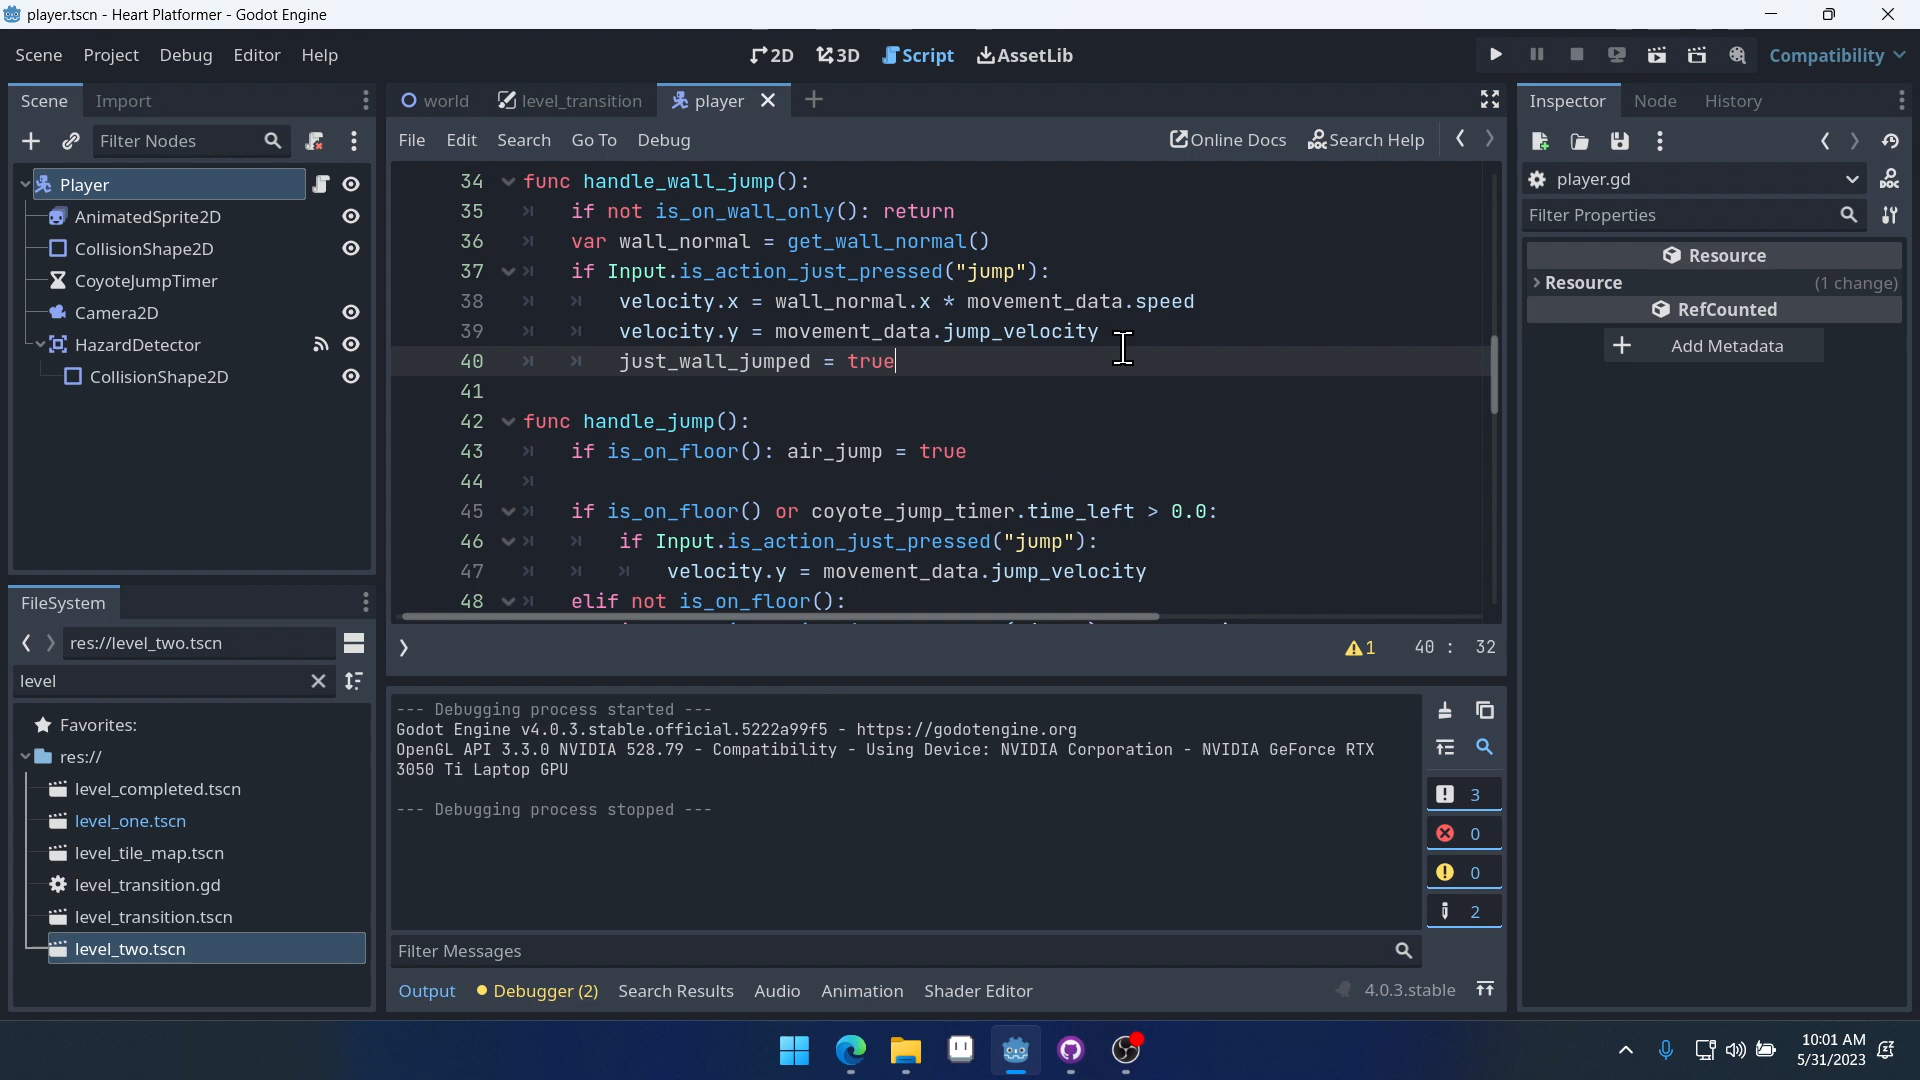 player.tscn - Heart Platformer - Godot Engine
Scene Project Debug Editor Help
2D 3D Script AssetLib
Compatibility
Scene Import
Filter Nodes
Player
AnimatedSprite2D
CollisionShape2D
CoyoteJumpTimer
Camera2D
HazardDetector
CollisionShape2D
FileSystem
res://level_two.tscn
level
Favorites:
res://
level_completed.tscn
level_one.tscn
level_tile_map.tscn
level_transition.gd
level_transition.tscn
level_two.tscn
world level_transition player
File Edit Search Go To Debug
Online Docs Search Help
34 func handle_wall_jump():
35 if not is_on_wall_only(): return
36 var wall_normal = get_wall_normal()
37 if Input.is_action_just_pressed("jump"):
38 velocity.x = wall_normal.x * movement_data.speed
39 velocity.y = movement_data.jump_velocity
40 just_wall_jumped = true
41
42 func handle_jump():
43 if is_on_floor(): air_jump = true
44
45 if is_on_floor() or coyote_jump_timer.time_left > 0.0:
46 if Input.is_action_just_pressed("jump"):
47 velocity.y = movement_data.jump_velocity
48 elif not is_on_floor():
1 40 : 32
--- Debugging process started ---
Godot Engine v4.0.3.stable.official.5222a99f5 - https://godotengine.org
OpenGL API 3.3.0 NVIDIA 528.79 - Compatibility - Using Device: NVIDIA Corporation - NVIDIA GeForce RTX
3050 Ti Laptop GPU
--- Debugging process stopped ---
3
0
0
2
Filter Messages
Output Debugger (2) Search Results Audio Animation Shader Editor
4.0.3.stable
Inspector Node History
player.gd
Filter Properties
Resource
Resource (1 change)
RefCounted
Add Metadata
10:01 AM
5/31/2023